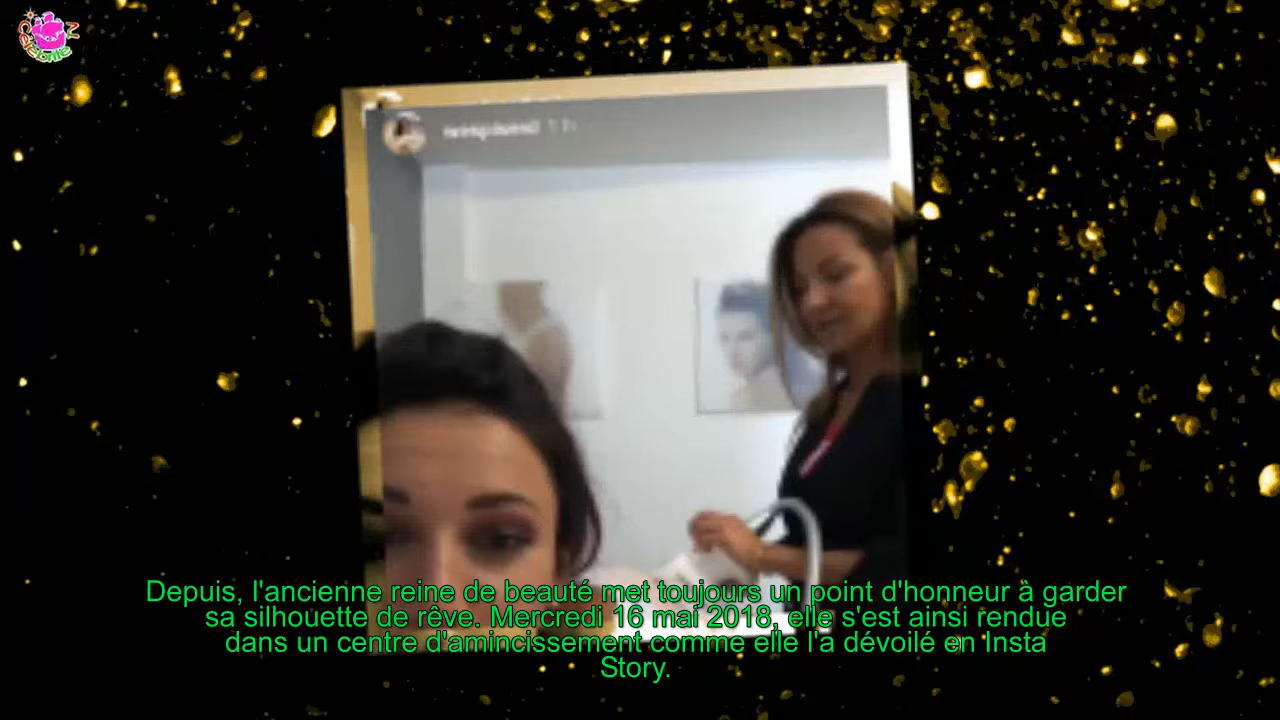 Depuis, l'ancienne reine de beauté met toujours un point d'honneur à garder
sa silhouette de rêve. Mercredi 16 mai 2018, elle s'est ainsi rendue
dans un centre d'amincissement comme elle l'a dévoilé en Insta
Story.